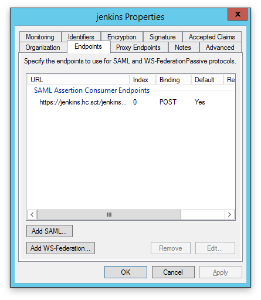 jenkins Properties
x
Monitoring Identifiers Encryption Signature Accepted Claims
Organization Endpoints Proxy Endpoints Notes Advanced
Specify the endpoints to use for SAML and WS-FederationPassive protocols.
URL Index Binding Default Re
SAML Assertion Consumer Endpoints
https://jenkins.hc.sct/jenkins... 0 POST Yes
Add SAML...
Add WS-Federation... Remove Edit...
OK Cancel Apply